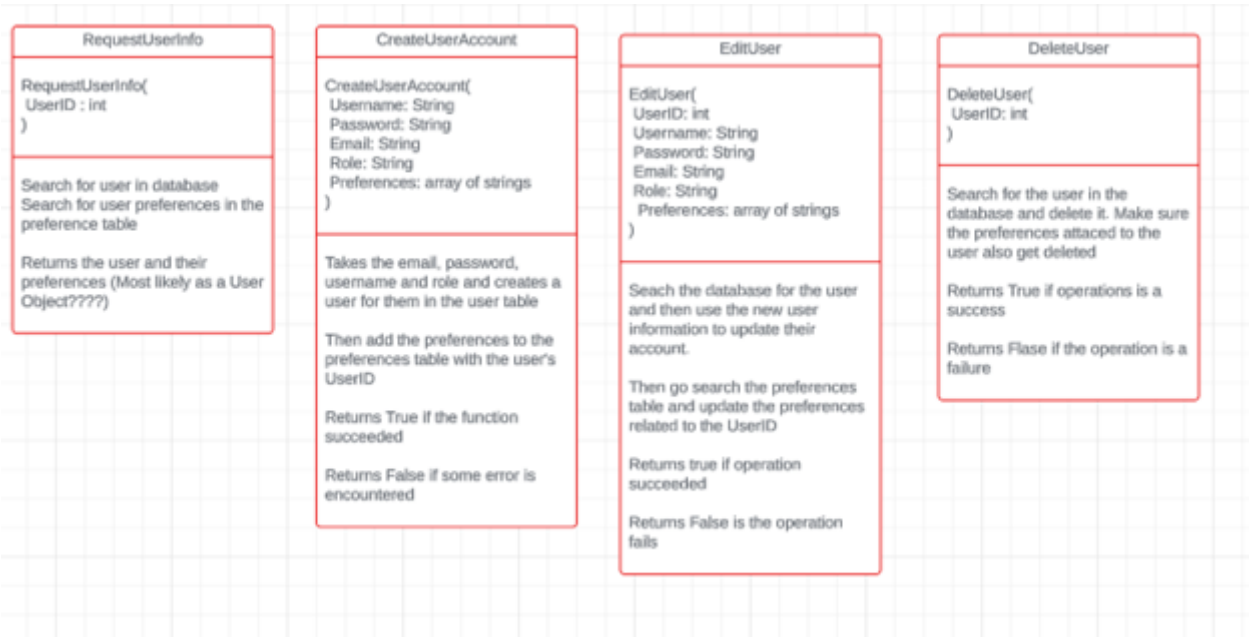 RequestUserInfo
RequestUserInfo(
UserID : int
)
Search for user in database
Search for user preferences in the
preference table
Returns the user and their
preferences (Most likely as a User
Object????)
CreateUserAccount
CreateUserAccount(
Username: String
Password: String
Email: String
Role: String
Preferences: array of strings
)
Takes the email, password,
username and role and creates a
user for them in the user table
Then add the preferences to the
preferences table with the user's
UserID
Returns True if the function
succeeded
Returns False if some error is
encountered
EditUser
EditUser(
UserID: int
Username: String
Password: String
Email: String
Role: String
Preferences: array of strings
)
Seach the database for the user
and then use the new user
information to update their
account.
Then go search the preferences
table and update the preferences
related to the UserID
Returns true if operation
succeeded
Returns False is the operation
fails
DeleteUser
DeleteUser(
UserID: int
)
Search for the user in the
database and delete it. Make sure
the preferences attaced to the
user also get deleted
Returns True if operations is a
success
Returns Flase if the operation is a
failure